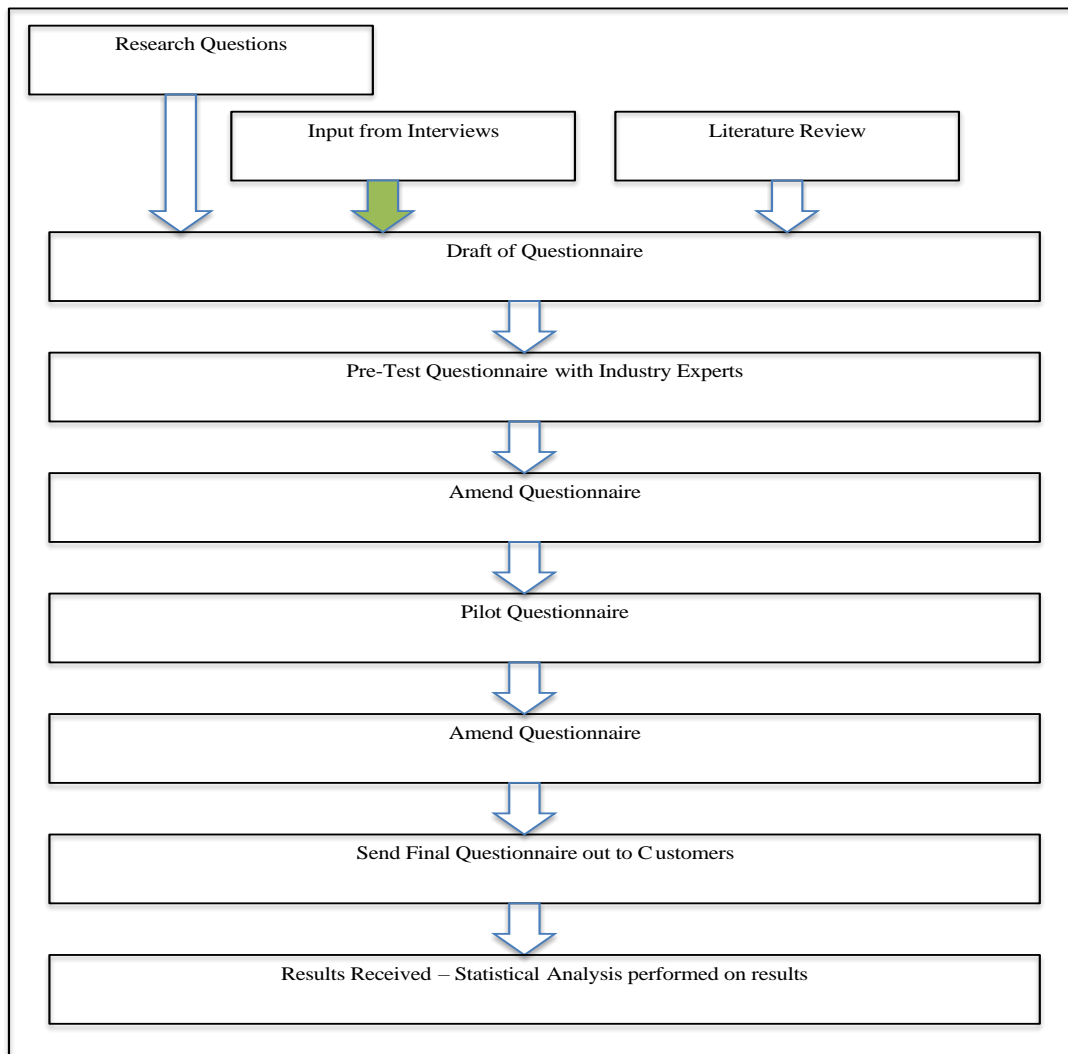 Research Questions
Input from Interviews
Literature Review
Draft of Questionnaire
Pre-Test Questionnaire with Industry Experts
Amend Questionnaire
Pilot Questionnaire
Amend Questionnaire
Send Final Questionnaire out to Customers
Results Received – Statistical Analysis performed on results